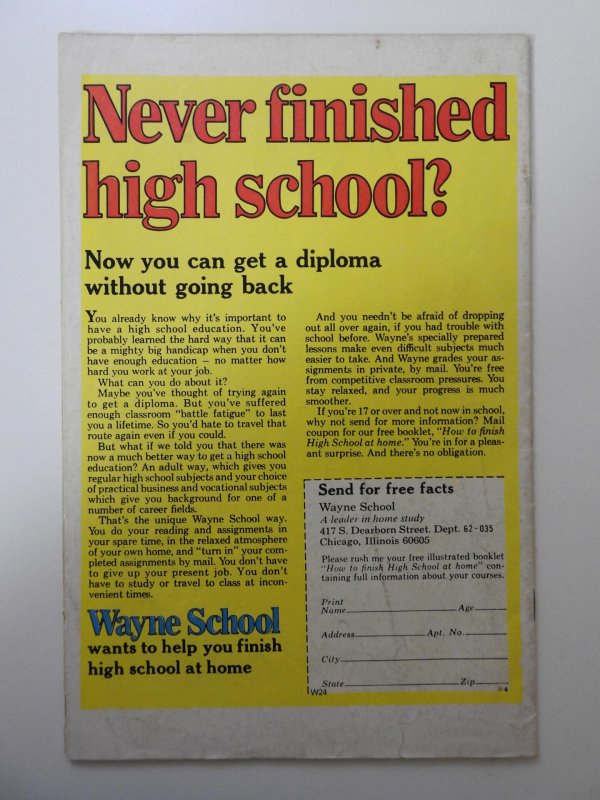 Never finished
high school?
Now you can get a diploma
without going back
You already know why it's important to
have a high school education. You've
probably learned the hard way that it can
be a mighty big handicap when you don't
have enough education — no matter how
hard you work at your job.
What can you do about it?
Maybe you've thought of trying again
to get a diploma. But you've suffered
enough classroom "battle fatigue" to last
you a lifetime. So you'd hate to travel that
route again even if you could.
But what if we told you that there was
now a much better way to get a high school
education? An adult way, which gives you
regular high school subjects and your choice
of practical business and vocational subjects
which give you background for one of a
number of career fields.
That's the unique Wayne School way.
You do your reading and assignments in
your spare time, in the relaxed atmosphere
of your own home, and "turn in" your com-
pleted assignments by mail. You don't have
to give up your present job. You don't
have to study or travel to class at incon-
venient times.
Wayne School
wants to help you finish
high school at home
And you needn't be afraid of dropping
out all over again, if you had trouble with
school before. Wayne's specially prepared
lessons make even difficult subjects much
easier to take. And Wayne grades your as-
signments in private, by mail. You're free
from competitive classroom pressures. You
stay relaxed, and your progress is much
smoother.
If you're 17 or over and not now in school,
why not send for more information? Mail
coupon for our free booklet, "How to finish
High School at home." You're in for a pleas-
ant surprise. And there's no obligation.
Send for free facts
Wayne School
A leader in home study
417 S. Dearborn Street. Dept. 62-035
Chicago, Illinois 60605
Please rush me your free illustrated booklet
"How to finish High School at home" con-
taining full information about your courses.
Print
Name Age
Address Apt. No.
City
State Zip
W24 4